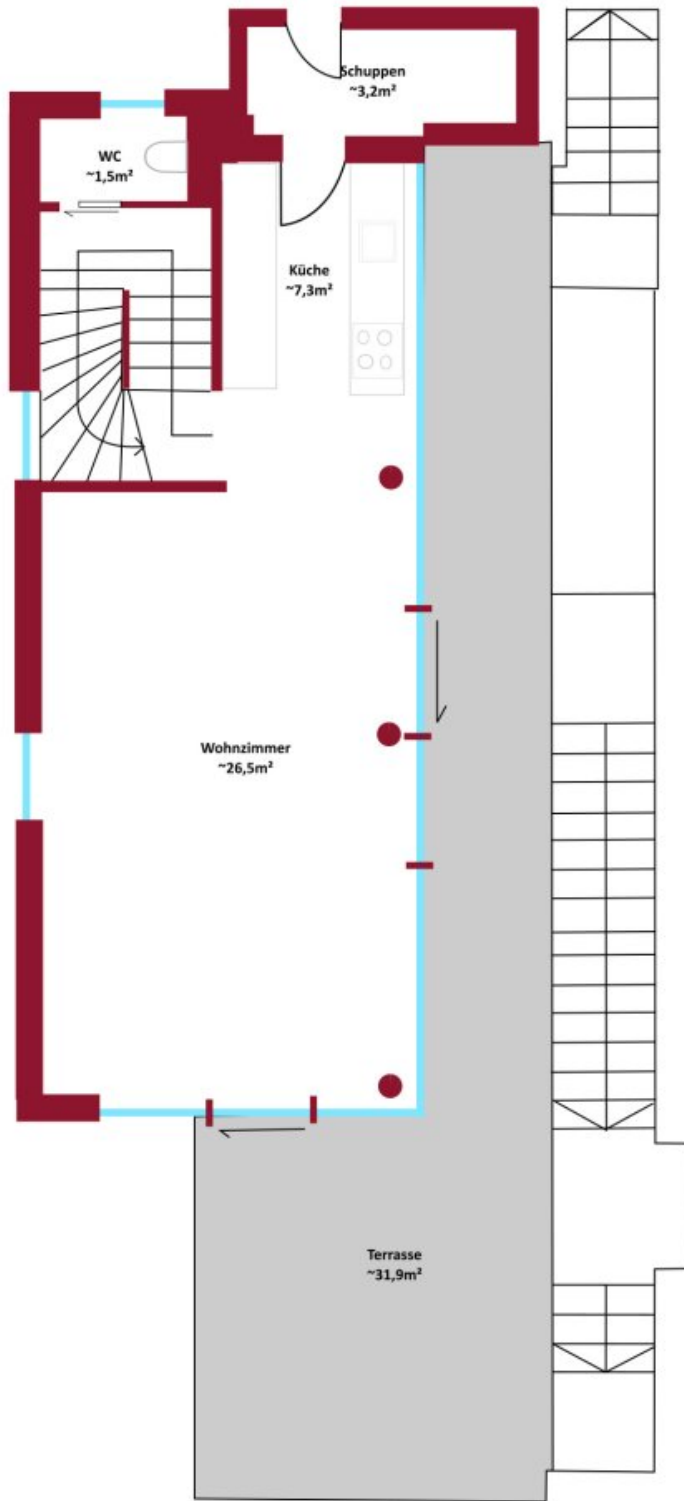 Schuppen
~3,2m²
WC
~1,5m²
Küche
~7,3m²
Wohnzimmer
~26,5m²
Terrasse
~31,9m²